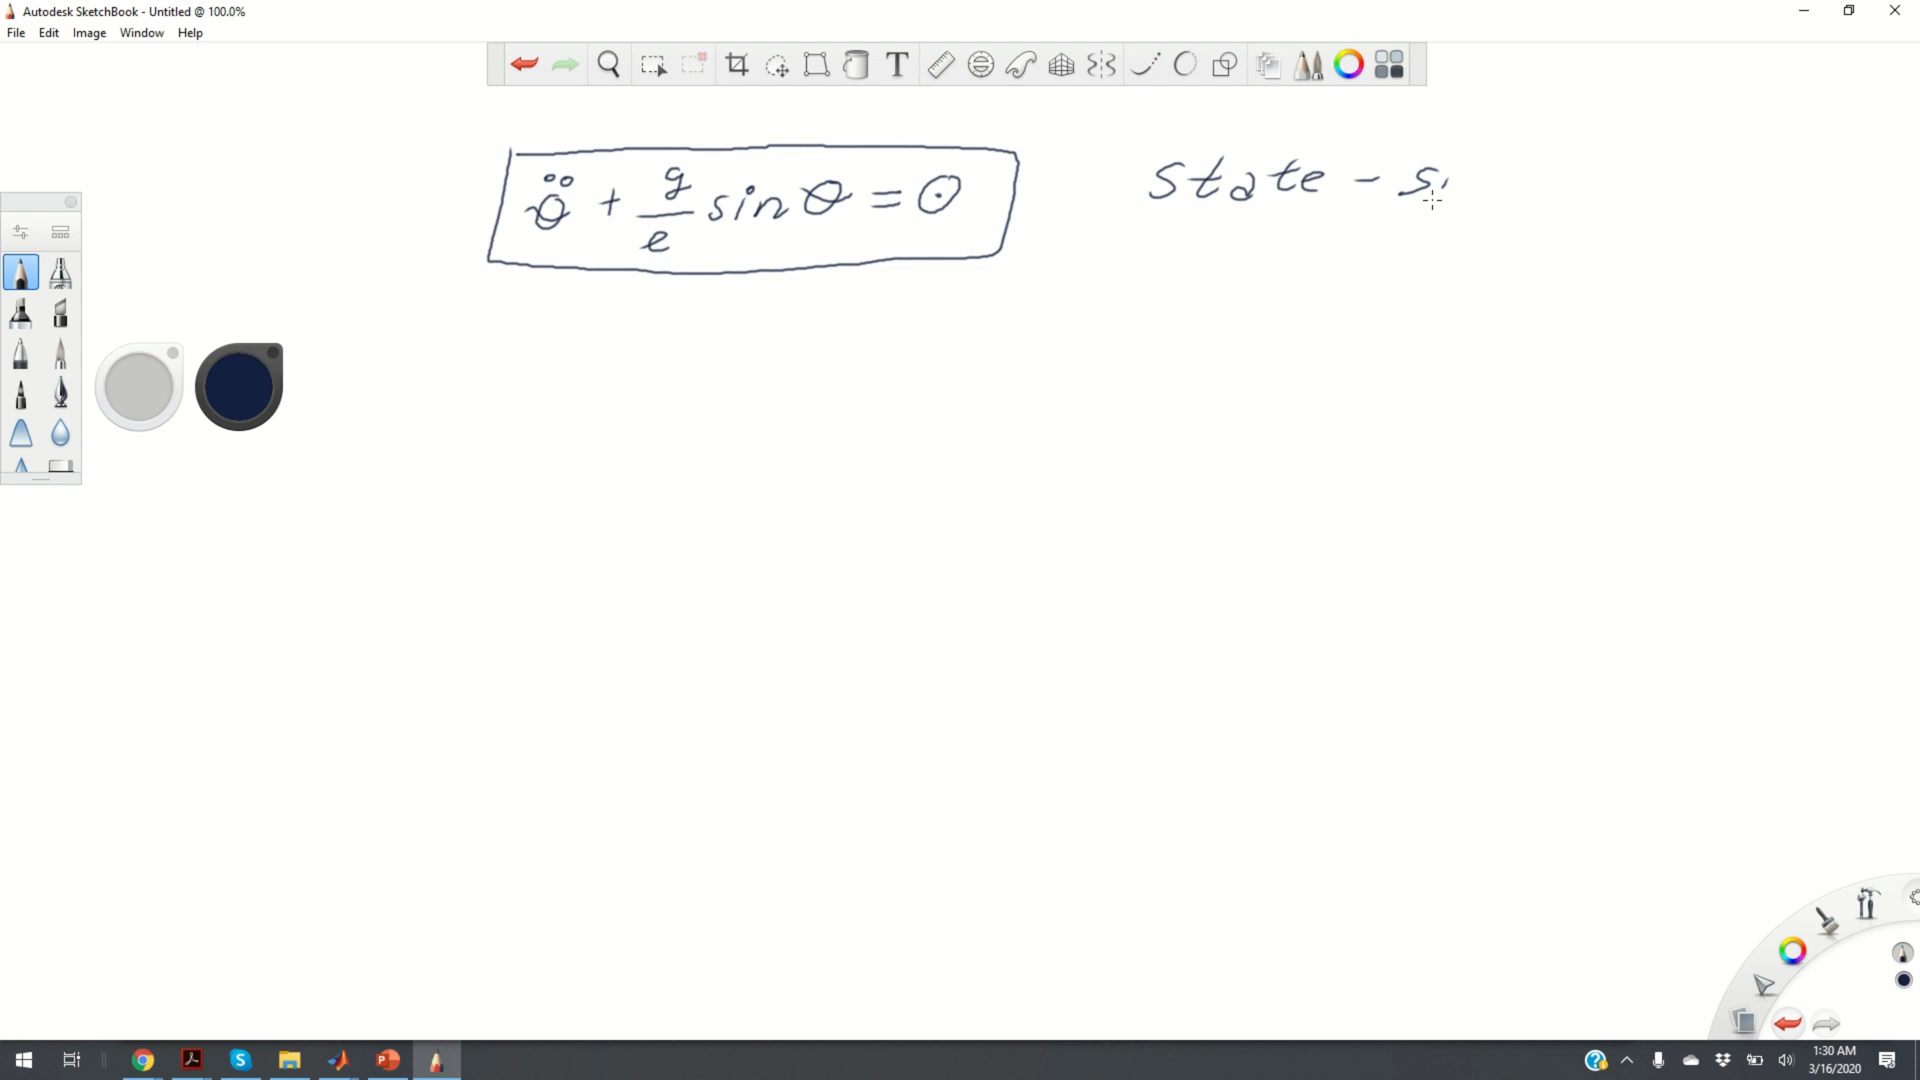 Autodesk SketchBook - Untitled @ 100.0%
File Edit Image Window Help
T
θ̈ + g/e sin θ = 0
state - s
P
1:30 AM
3/16/2020